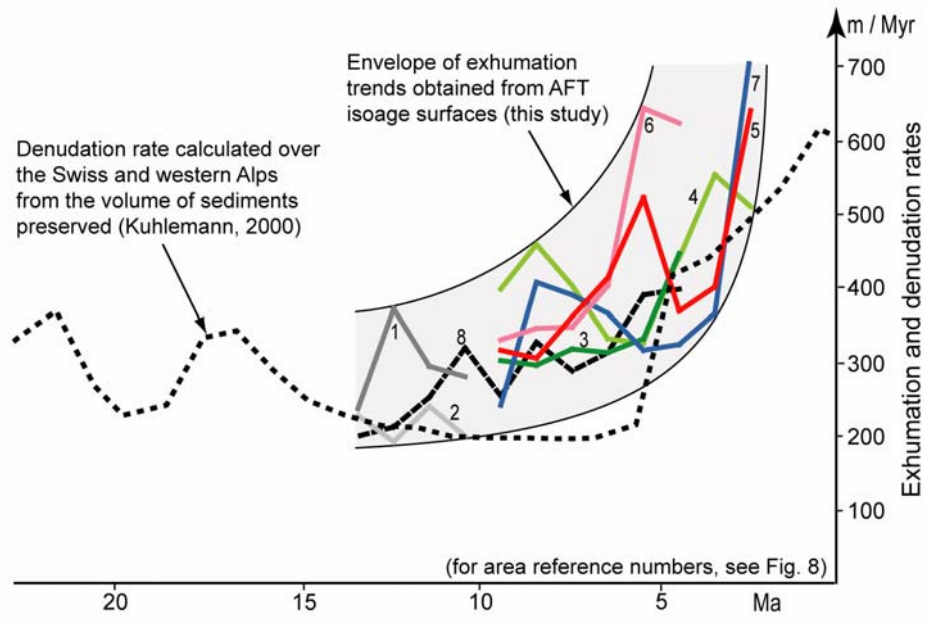 m / Myr
Envelope of exhumation
trends obtained from AFT
isoage surfaces (this study)
Denudation rate calculated over
the Swiss and western Alps
from the volume of sediments
preserved (Kuhlemann, 2000)
700
600
500
400
300
200
100
Exhumation and denudation rates
7
5
6
4
1
8
3
2
(for area reference numbers, see Fig. 8)
20
15
10
5
Ma